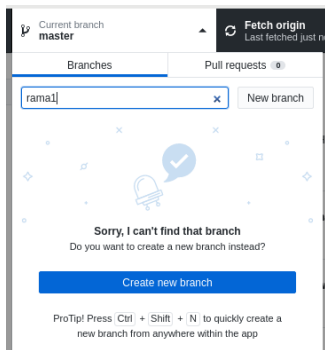 Current branch
master
Fetch origin
Last fetched just
Branches
Pull requests 0
rama1
New branch
Sorry, I can't find that branch
Do you want to create a new branch instead?
Create new branch
ProTip! Press Ctrl + Shift + N to quickly create a
new branch from anywhere within the app